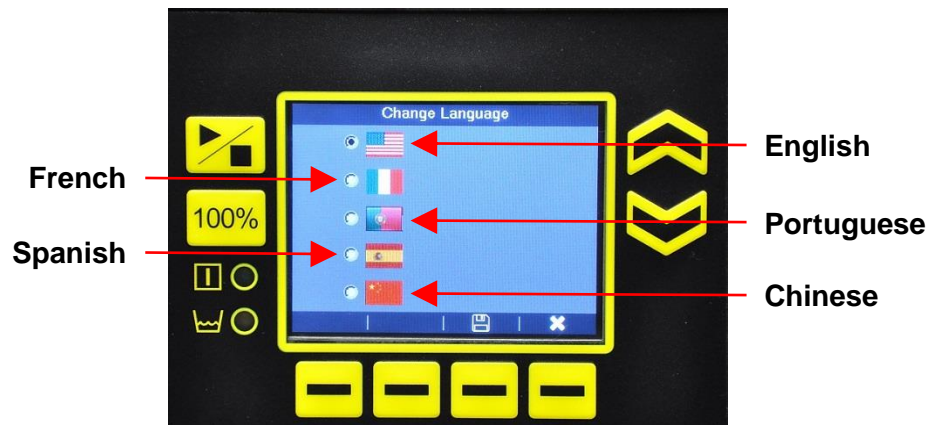 Change Language
English
French
100%
Portuguese
Spanish
Chinese